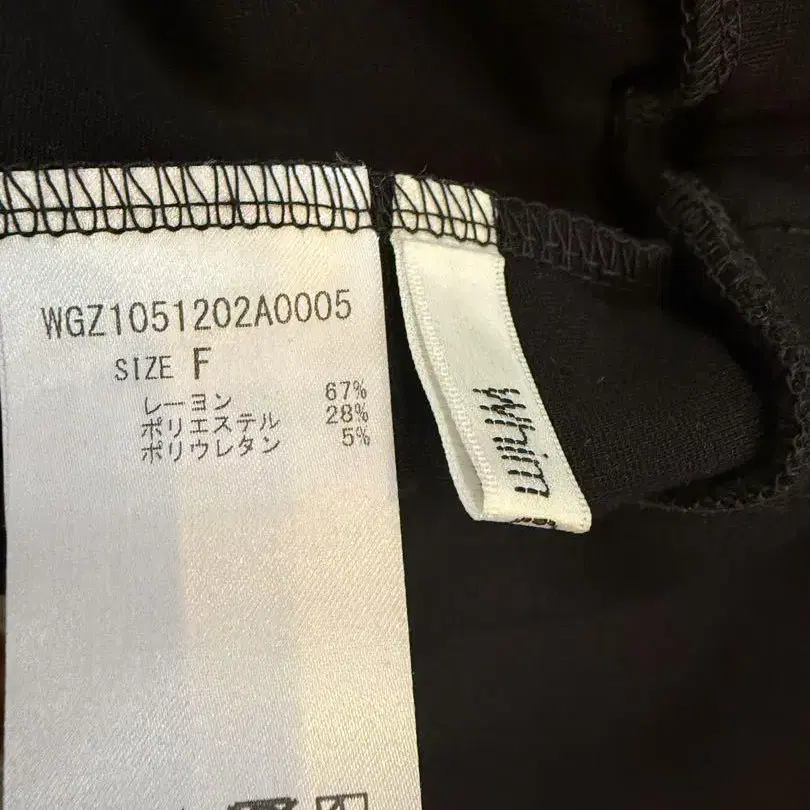 WGZ1051202A0005
SIZE F
レーヨン 67%
ポリエステル 28%
ポリウレタン 5%
Whim